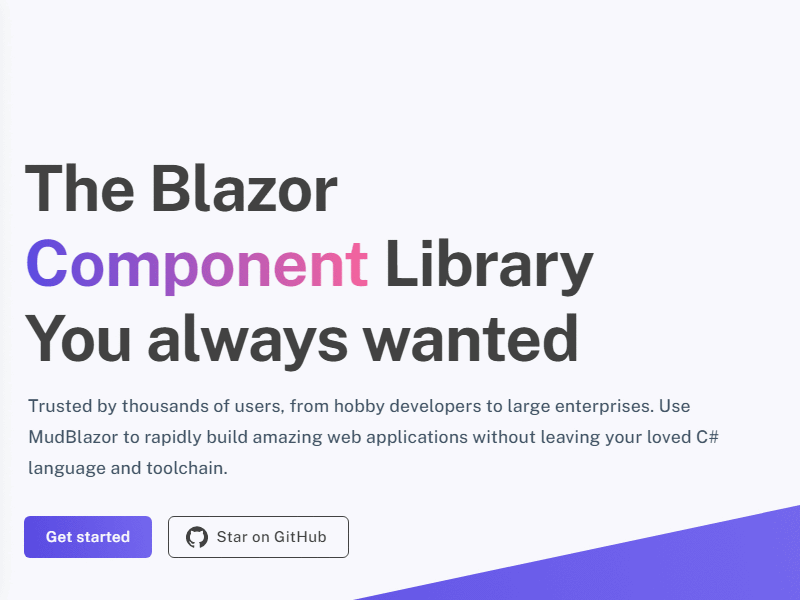 The Blazor
Component Library
You always wanted
Trusted by thousands of users, from hobby developers to large enterprises. Use
MudBlazor to rapidly build amazing web applications without leaving your loved C#
language and toolchain.
Get started
Star on GitHub